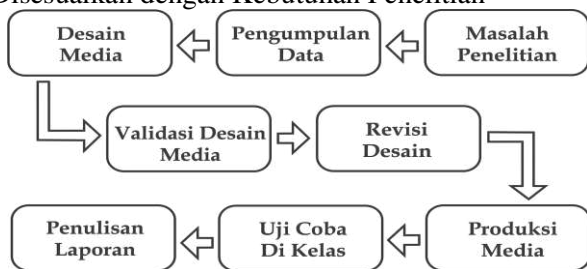 Disesuaikan dengan Kebutuhan Penelitian
Desain
Media
Pengumpulan
Data
Masalah
Penelitian
Validasi Desain
Media
Revisi
Desain
Penulisan
Laporan
Uji Coba
Di Kelas
Produksi
Media